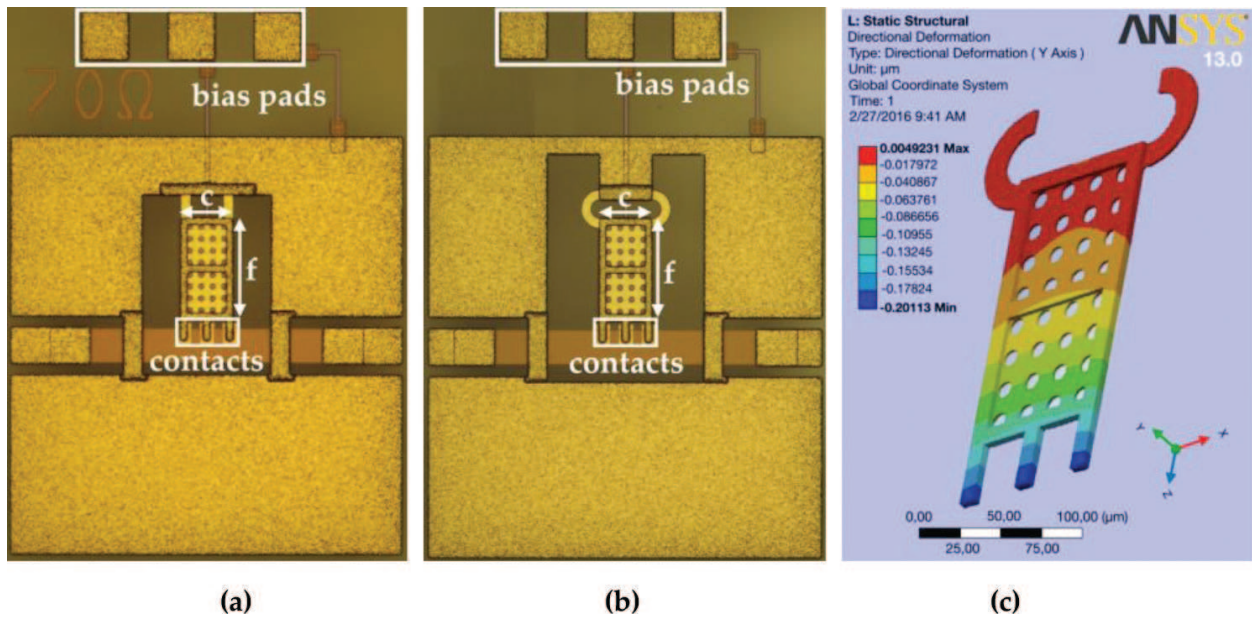 bias pads
70Ω
c
f
contacts
(a)
bias pads
c
f
contacts
(b)
L: Static Structural
Directional Deformation
Type: Directional Deformation ( Y Axis )
Unit: µm
Global Coordinate System
Time: 1
2/27/2016 9:41 AM
ANSYS
13.0
0.0049231 Max
-0.017972
-0.040867
-0.063761
-0.086656
-0.10955
-0.13245
-0.15534
-0.17824
-0.20113 Min
Y
X
Z
0,00
50,00
100,00 (µm)
25,00
75,00
(c)